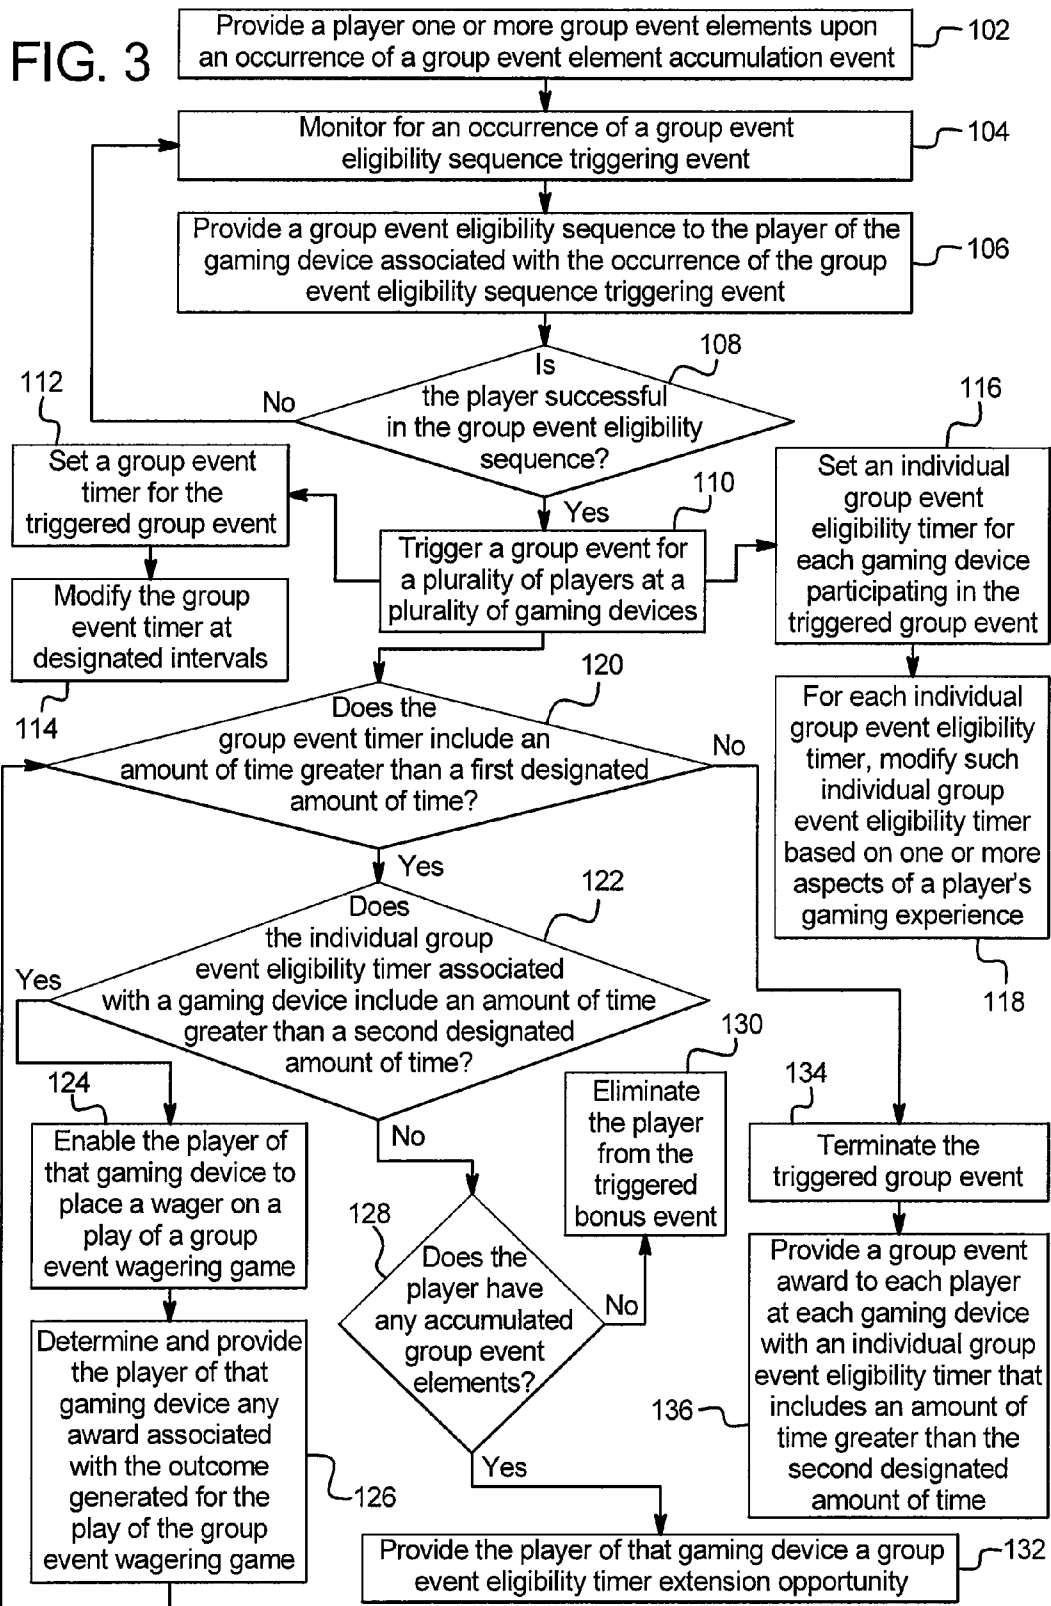 FIG. 3
Provide a player one or more group event elements upon
an occurrence of a group event element accumulation event
102
Monitor for an occurrence of a group event
eligibility sequence triggering event
104
Provide a group event eligibility sequence to the player of the
gaming device associated with the occurrence of the group
event eligibility sequence triggering event
106
108
Is
the player successful
in the group event eligibility
sequence?
No
Yes
112
Set a group event
timer for the
triggered group event
Modify the group
event timer at
designated intervals
114
110
Trigger a group event for
a plurality of players at a
plurality of gaming devices
116
Set an individual
group event
eligibility timer for
each gaming device
participating in the
triggered group event
For each individual
group event eligibility
timer, modify such
individual group
event eligibility timer
based on one or more
aspects of a player's
gaming experience
118
120
Does the
group event timer include an
amount of time greater than a first designated
amount of time?
No
Yes
122
Does
the individual group
event eligibility timer associated
with a gaming device include an amount of time
greater than a second designated
amount of time?
Yes
No
124
Enable the player of
that gaming device to
place a wager on a
play of a group
event wagering game
Determine and provide
the player of that
gaming device any
award associated
with the outcome
generated for the
play of the group
event wagering game
126
128
Does the
player have
any accumulated
group event
elements?
No
Yes
130
Eliminate
the player
from the
triggered
bonus event
Provide the player of that gaming device a group
event eligibility timer extension opportunity
132
134
Terminate the
triggered group event
Provide a group event
award to each player
at each gaming device
with an individual group
event eligibility timer that
includes an amount of
time greater than the
second designated
amount of time
136